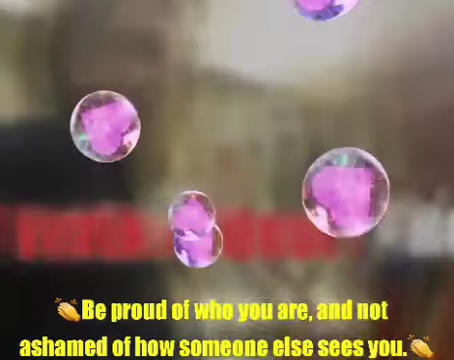 👏Be proud of who you are, and not
ashamed of how someone else sees you.👏